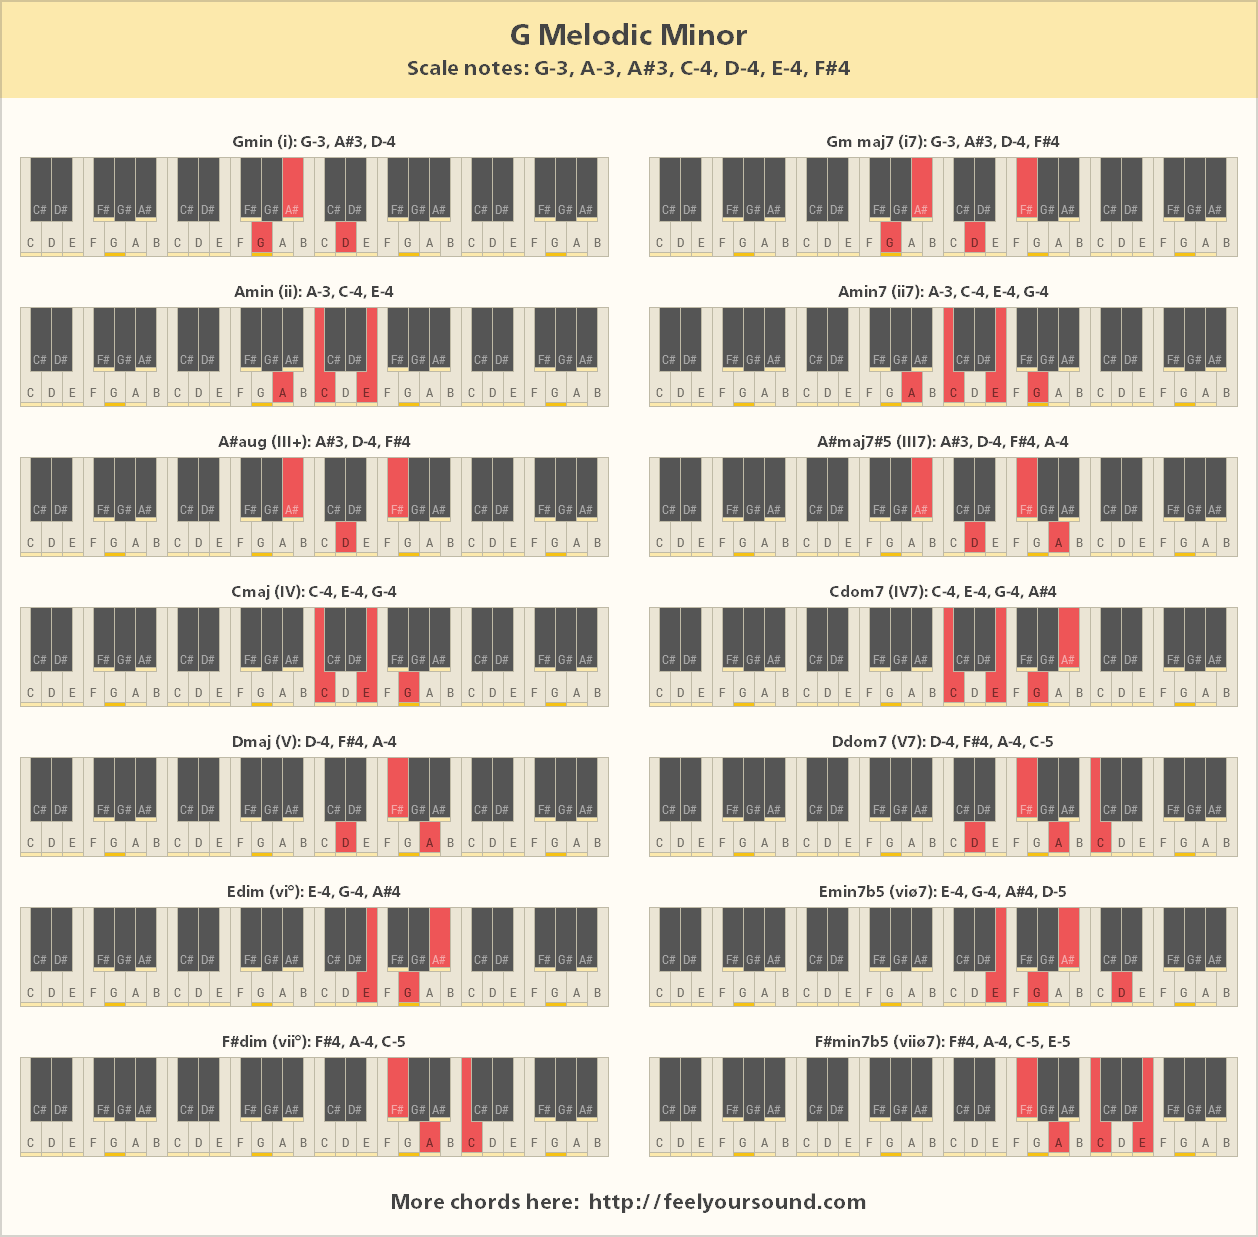 G Melodic Minor
Scale notes: G-3, A-3, A#3, C-4, D-4, E-4, F#4
Gmin (i): G-3, A#3, D-4
C# D# F# G# A# C# D# F# G# A# C# D# F# G# A# C# D# F# G# A#
C D E F G A B C D E F G A B C D E F G A B C D E F G A B
Gm maj7 (i7): G-3, A#3, D-4, F#4
C# D# F# G# A# C# D# F# G# A# C# D# F# G# A# C# D# F# G# A#
C D E F G A B C D E F G A B C D E F G A B C D E F G A B
Amin (ii): A-3, C-4, E-4
C# D# F# G# A# C# D# F# G# A# C# D# F# G# A# C# D# F# G# A#
C D E F G A B C D E F G A B C D E F G A B C D E F G A B
Amin7 (ii7): A-3, C-4, E-4, G-4
C# D# F# G# A# C# D# F# G# A# C# D# F# G# A# C# D# F# G# A#
C D E F G A B C D E F G A B C D E F G A B C D E F G A B
A#aug (III+): A#3, D-4, F#4
C# D# F# G# A# C# D# F# G# A# C# D# F# G# A# C# D# F# G# A#
C D E F G A B C D E F G A B C D E F G A B C D E F G A B
A#maj7#5 (III7): A#3, D-4, F#4, A-4
C# D# F# G# A# C# D# F# G# A# C# D# F# G# A# C# D# F# G# A#
C D E F G A B C D E F G A B C D E F G A B C D E F G A B
Cmaj (IV): C-4, E-4, G-4
C# D# F# G# A# C# D# F# G# A# C# D# F# G# A# C# D# F# G# A#
C D E F G A B C D E F G A B C D E F G A B C D E F G A B
Cdom7 (IV7): C-4, E-4, G-4, A#4
C# D# F# G# A# C# D# F# G# A# C# D# F# G# A# C# D# F# G# A#
C D E F G A B C D E F G A B C D E F G A B C D E F G A B
Dmaj (V): D-4, F#4, A-4
C# D# F# G# A# C# D# F# G# A# C# D# F# G# A# C# D# F# G# A#
C D E F G A B C D E F G A B C D E F G A B C D E F G A B
Ddom7 (V7): D-4, F#4, A-4, C-5
C# D# F# G# A# C# D# F# G# A# C# D# F# G# A# C# D# F# G# A#
C D E F G A B C D E F G A B C D E F G A B C D E F G A B
Edim (vi°): E-4, G-4, A#4
C# D# F# G# A# C# D# F# G# A# C# D# F# G# A# C# D# F# G# A#
C D E F G A B C D E F G A B C D E F G A B C D E F G A B
Emin7b5 (viø7): E-4, G-4, A#4, D-5
C# D# F# G# A# C# D# F# G# A# C# D# F# G# A# C# D# F# G# A#
C D E F G A B C D E F G A B C D E F G A B C D E F G A B
F#dim (vii°): F#4, A-4, C-5
C# D# F# G# A# C# D# F# G# A# C# D# F# G# A# C# D# F# G# A#
C D E F G A B C D E F G A B C D E F G A B C D E F G A B
F#min7b5 (viiø7): F#4, A-4, C-5, E-5
C# D# F# G# A# C# D# F# G# A# C# D# F# G# A# C# D# F# G# A#
C D E F G A B C D E F G A B C D E F G A B C D E F G A B
More chords here: http://feelyoursound.com